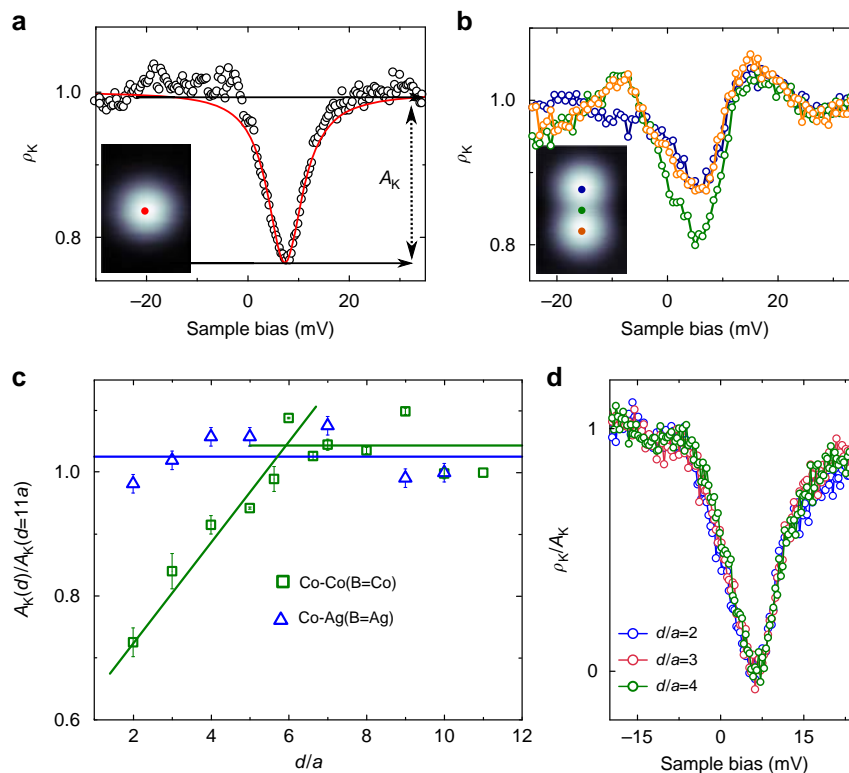 a
b
1.0
0.8
ρK
AK
−20
0
20
Sample bias (mV)
1.0
0.8
ρK
−20
0
20
Sample bias (mV)
c
d
1.0
0.8
0.6
AK(d)/AK(d=11a)
Co-Co(B=Co)
Co-Ag(B=Ag)
2
4
6
8
10
12
d/a
1
0
ρK/AK
d/a=2
d/a=3
d/a=4
−15
0
15
Sample bias (mV)